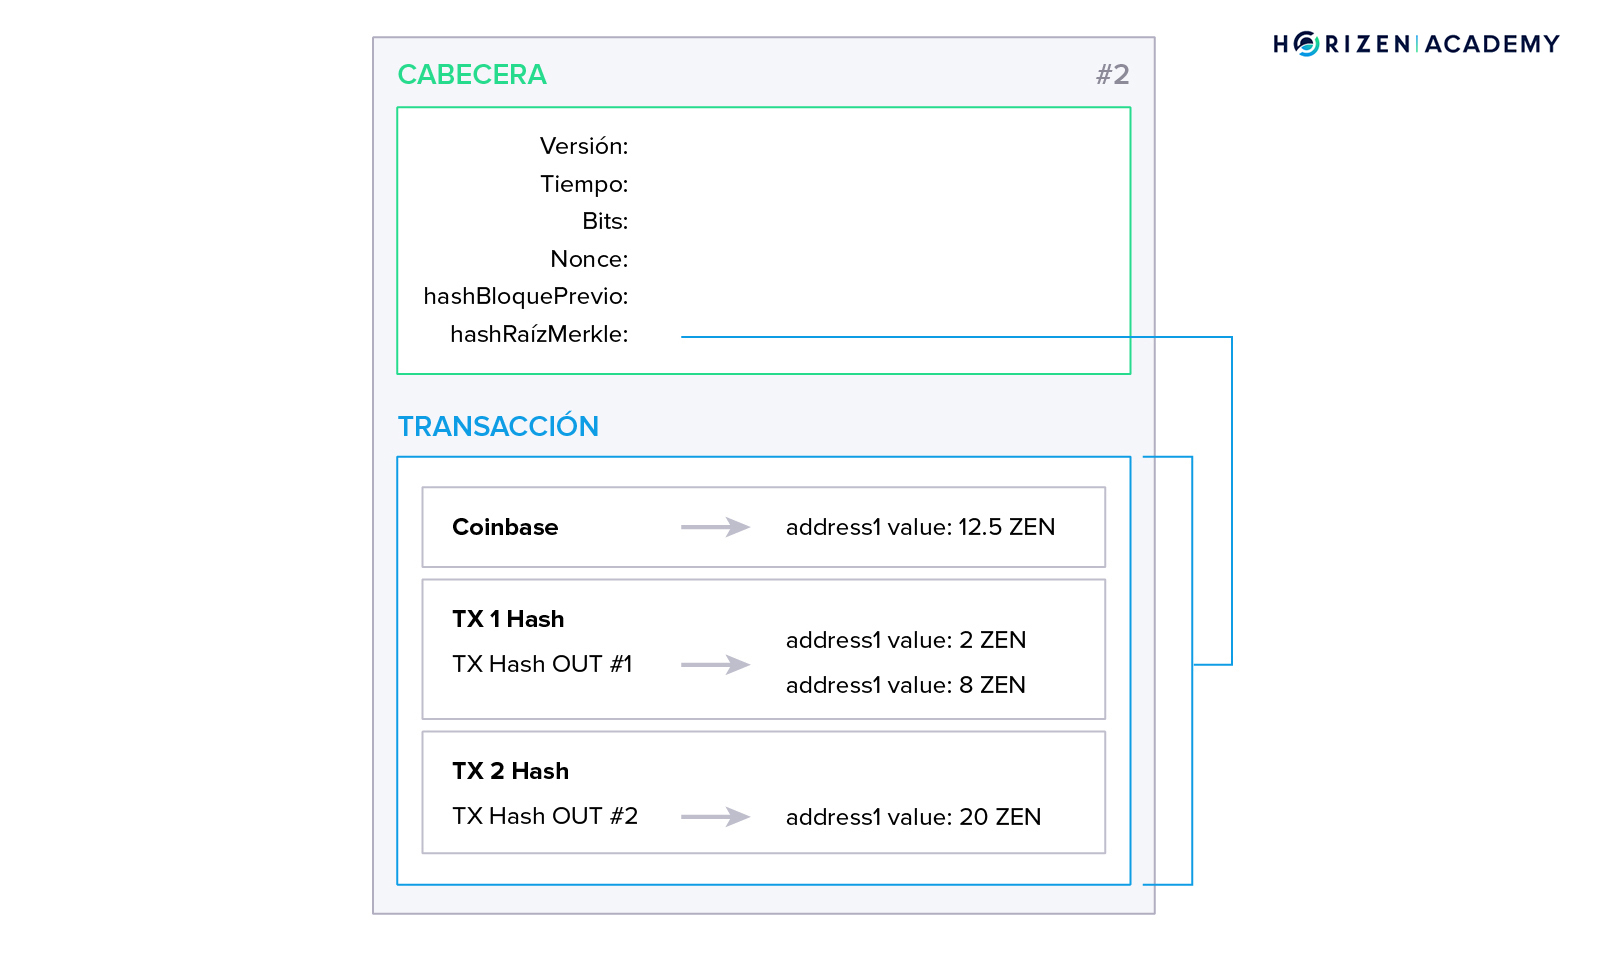 HORIZEN | ACADEMY
CABECERA #2
Versión:
Tiempo:
Bits:
Nonce:
hashBloquePrevio:
hashRaízMerkle:
TRANSACCIÓN
Coinbase address1 value: 12.5 ZEN
TX 1 Hash
address1 value: 2 ZEN
TX Hash OUT #1
address1 value: 8 ZEN
TX 2 Hash
TX Hash OUT #2 address1 value: 20 ZEN